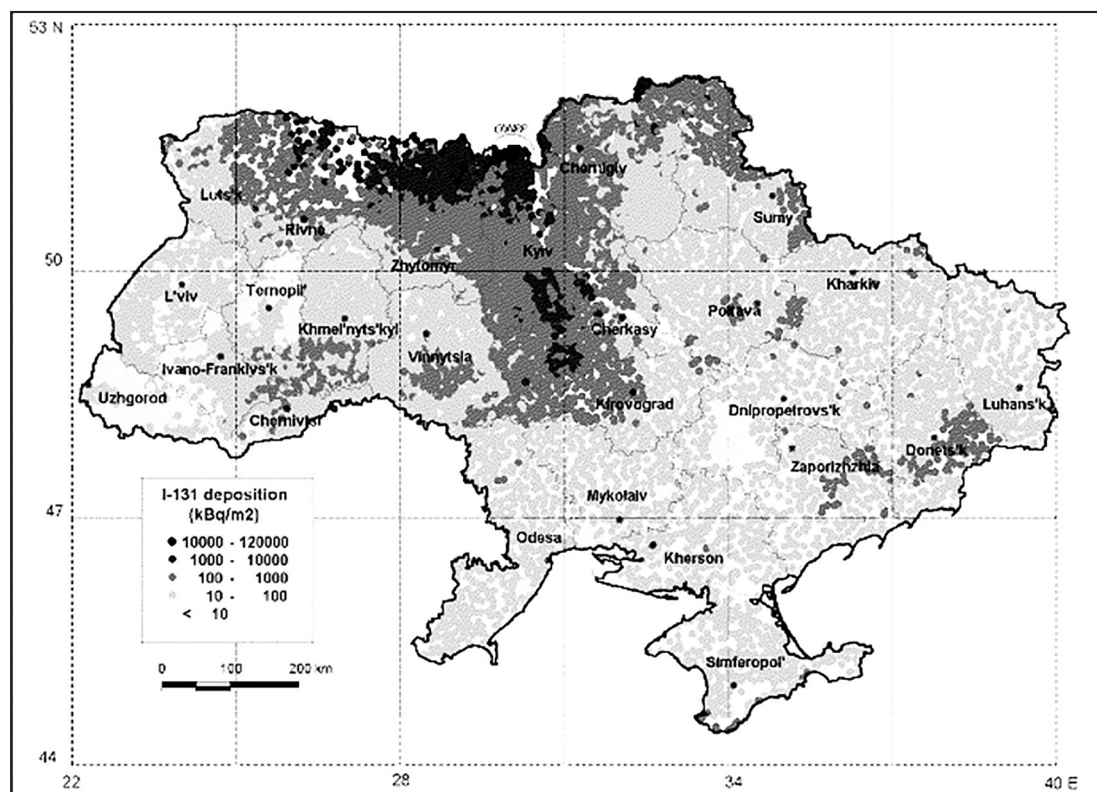 53 N
CHNPP
Chernigiv
Luts'k
Sumy
Rivne
Kyiv
50
Zhytomyr
Kharkiv
L'viv
Ternopil'
Poltava
Khmel'nyts'kyi
Cherkasy
Vinnytsia
Ivano-Frankivs'k
Uzhgorod
Kirovograd
Dnipropetrovs'k
Luhans'k
Chernivtsi
Donets'k
Zaporizhzhia
I-131 deposition
(kBq/m2)
10000 - 120000
1000 - 10000
100 - 1000
10 - 100
< 10
Mykolaiv
47
Odesa
Kherson
0 100 200 km
Simferopol'
44
22 28 34 40 E